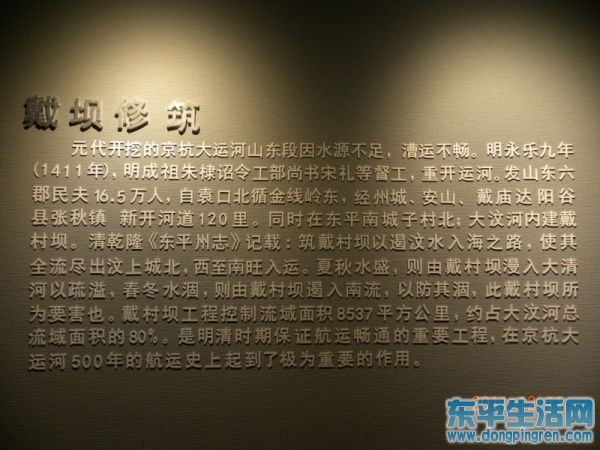 戴坝修筑
元代开挖的京杭大运河山东段因水源不足，漕运不畅。明永乐九年
(1411年)，明成祖朱棣诏令工部尚书宋礼等督工，重开运河。发山东六
郡民夫16.5万人，自袁口北循金线岭东，经州城、安山、戴庙达阳谷
县张秋镇 新开河道120里。同时在东平南城子村北；大汶河内建戴
村坝。清乾隆《东平州志》记载：筑戴村坝以遏汶水入海之路，使其
全流尽出汶上城北，西至南旺入运。夏秋水盛，则由戴村坝漫入大清
河以疏溢，春冬水涸，则由戴村坝遏入南流，以防其涸，此戴村坝所
为要害也。戴村坝工程控制流域面积8537平方公里，约占大汶河总
流域面积的80%。是明清时期保证航运畅通的重要工程，在京杭大
运河500年的航运史上起到了极为重要的作用。
东平生活网
www.dongpingren.com